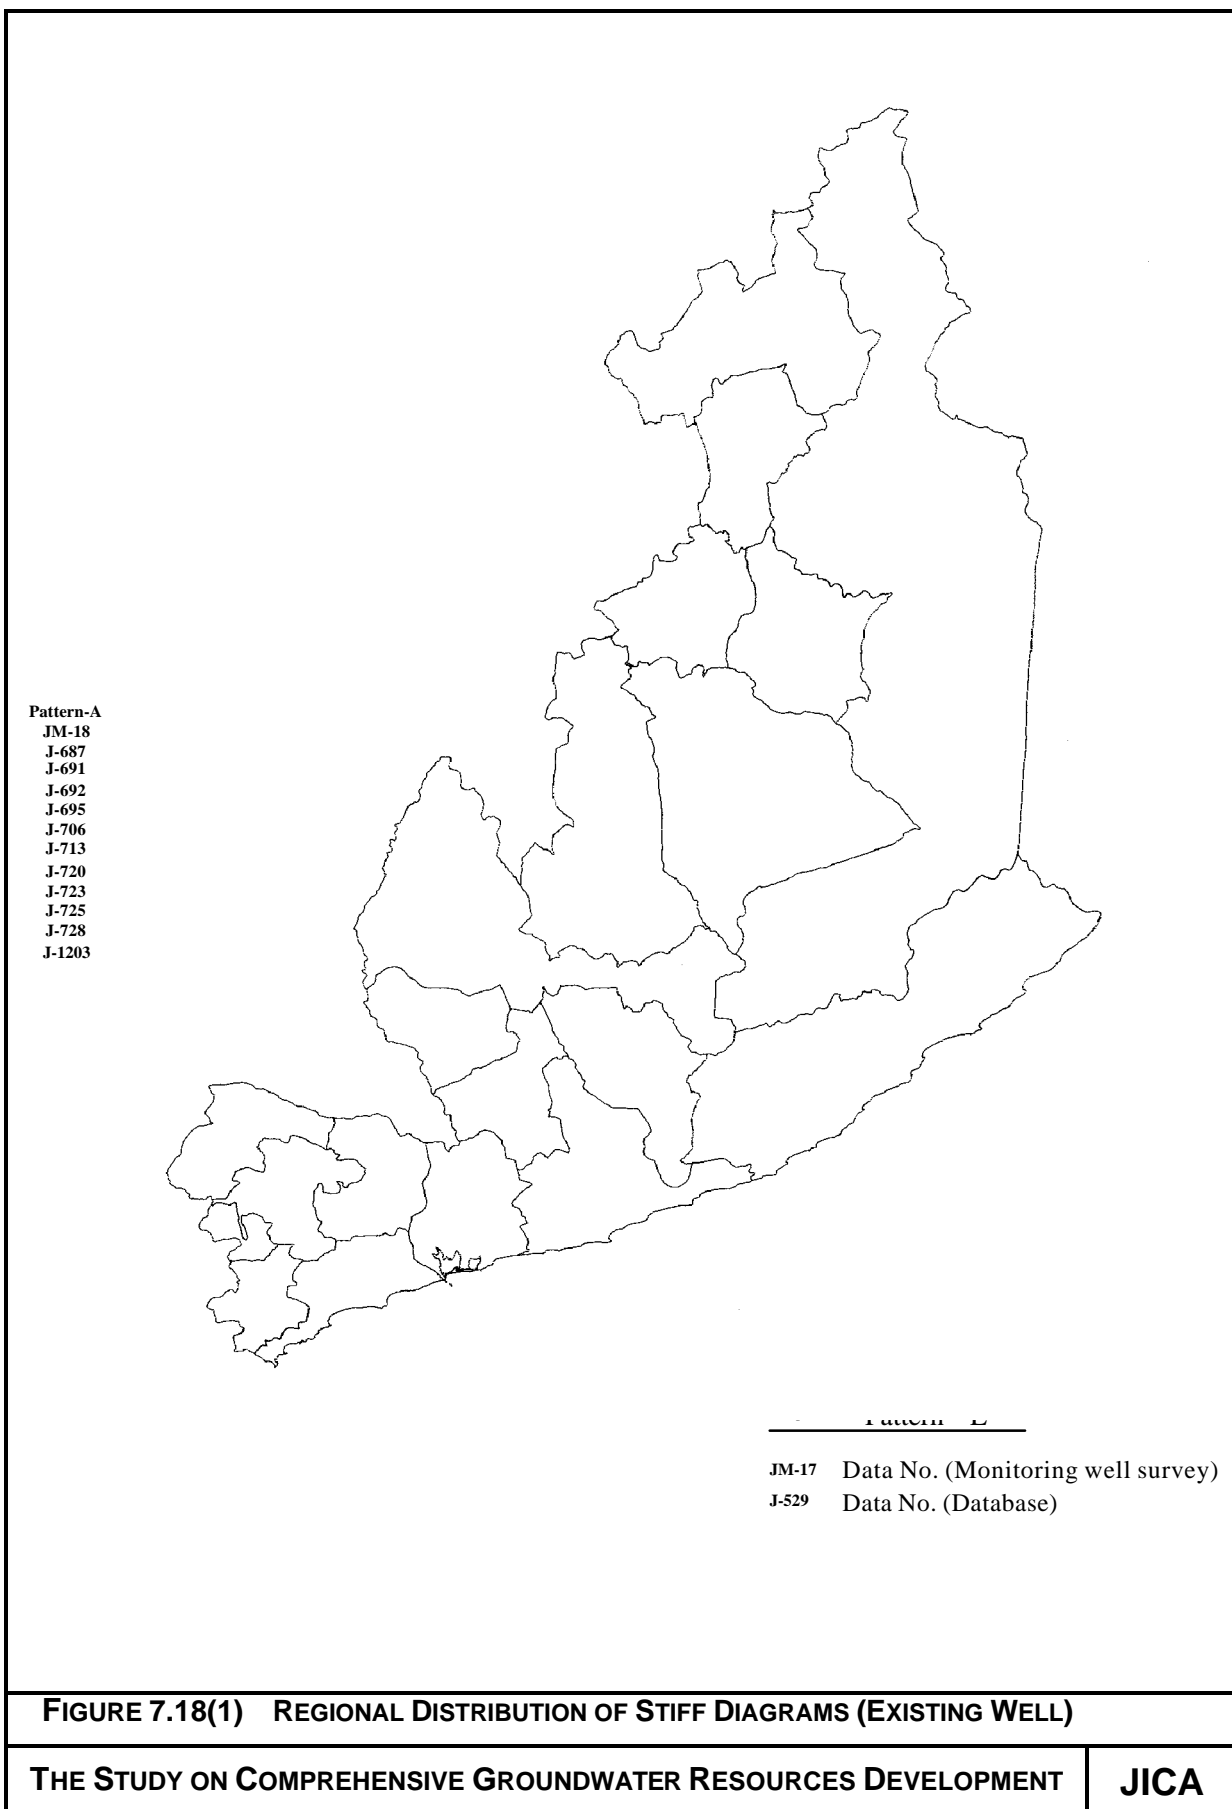 Pattern-A
JM-18
J-687
J-691
J-692
J-695
J-706
J-713
J-720
J-723
J-725
J-728
J-1203
JM-17 Data No. (Monitoring well survey)
J-529 Data No. (Database)
FIGURE 7.18(1) REGIONAL DISTRIBUTION OF STIFF DIAGRAMS (EXISTING WELL)
THE STUDY ON COMPREHENSIVE GROUNDWATER RESOURCES DEVELOPMENT JICA